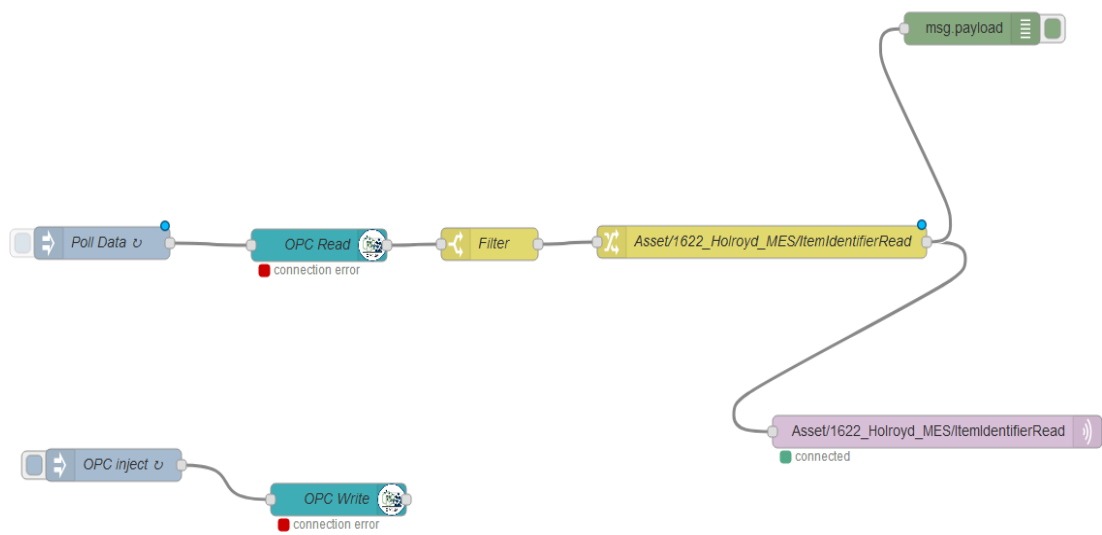 msg.payload
Poll Data ↻
OPC Read
connection error
Filter
Asset/1622_Holroyd_MES/ItemIdentifierRead
Asset/1622_Holroyd_MES/ItemIdentifierRead
connected
OPC inject ↻
OPC Write
connection error